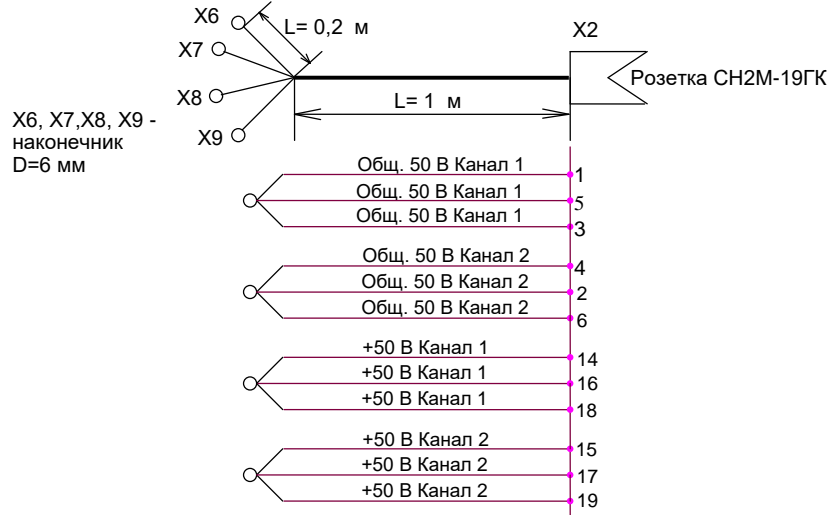 X6
L= 0,2 м
X2
X7
Розетка СН2М-19ГК
X8
L= 1 м
X6, X7,X8, X9 -
наконечник
D=6 мм
X9
Общ. 50 В Канал 1
1
Общ. 50 В Канал 1
5
Общ. 50 В Канал 1
3
Общ. 50 В Канал 2
4
Общ. 50 В Канал 2
2
Общ. 50 В Канал 2
6
+50 В Канал 1
14
+50 В Канал 1
16
+50 В Канал 1
18
+50 В Канал 2
15
+50 В Канал 2
17
+50 В Канал 2
19